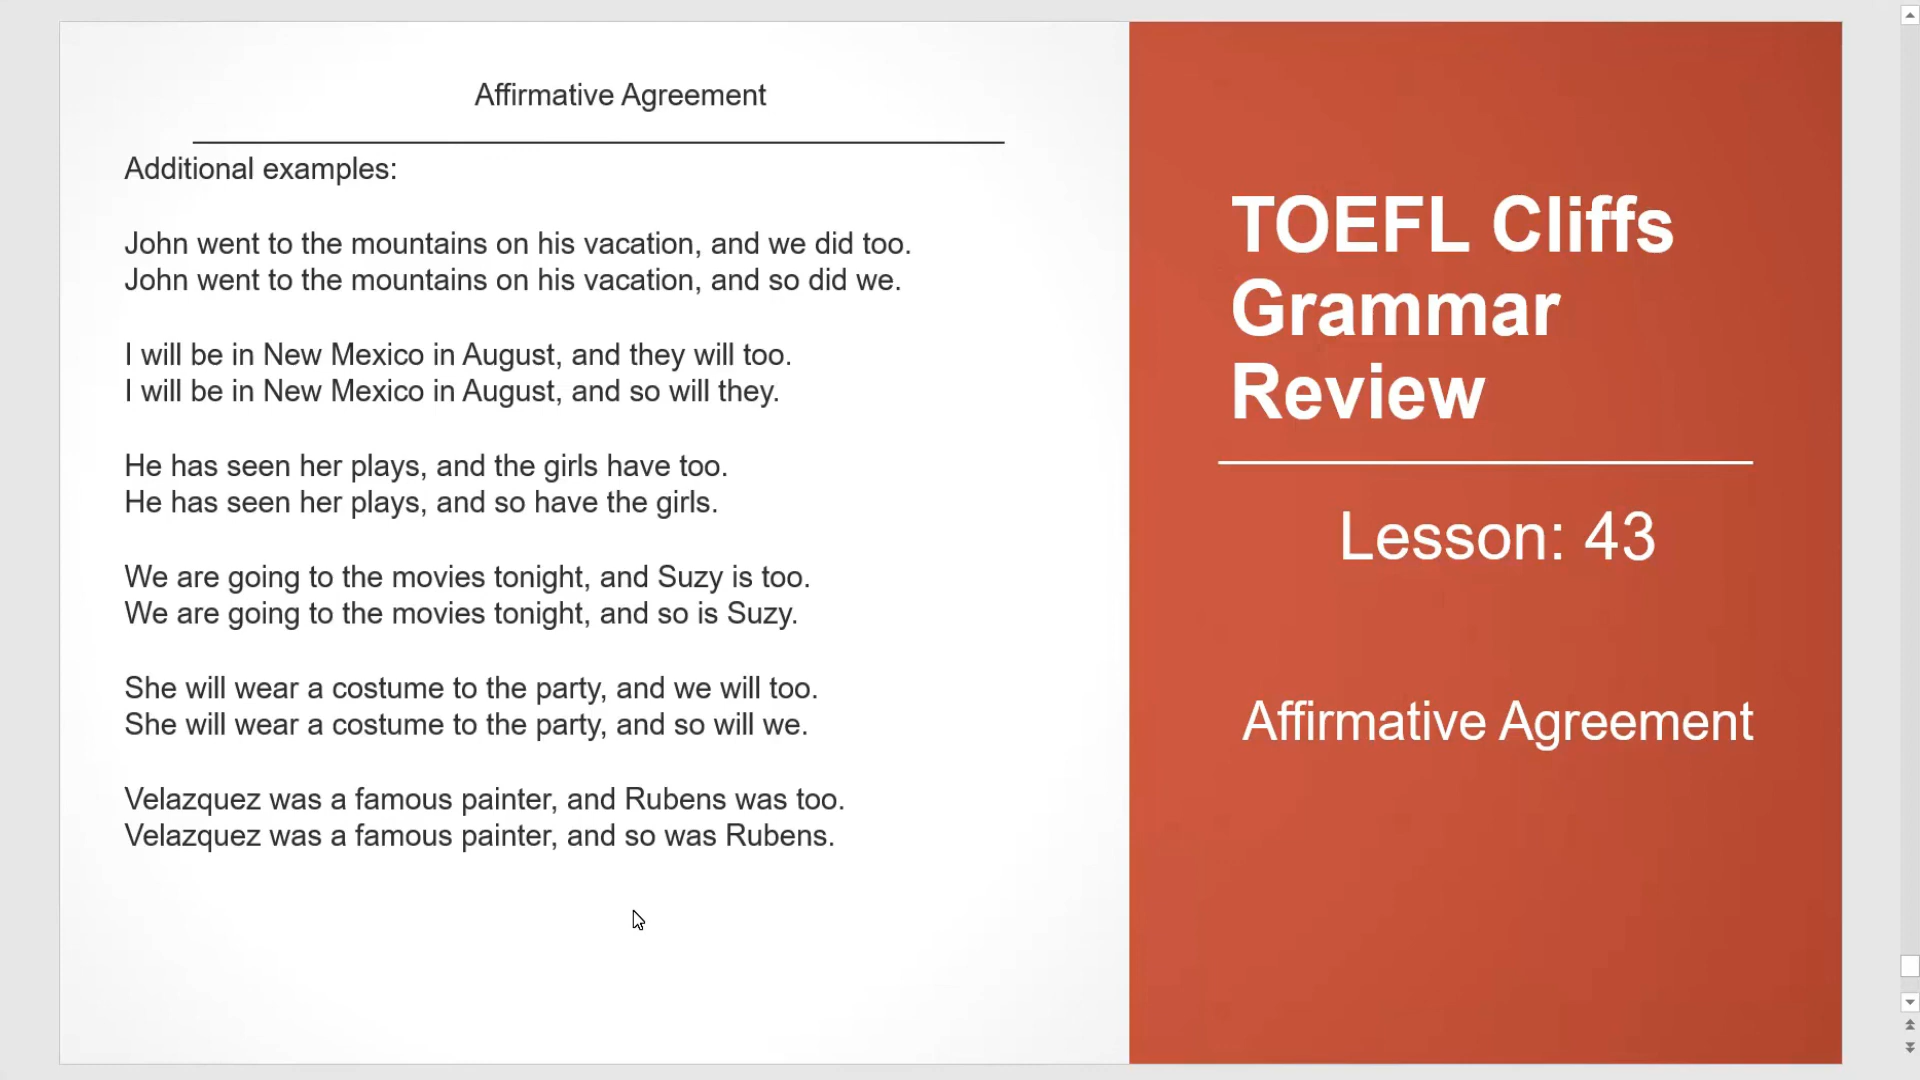 Affirmative Agreement
Additional examples:
John went to the mountains on his vacation, and we did too.
John went to the mountains on his vacation, and so did we.
I will be in New Mexico in August, and they will too.
I will be in New Mexico in August, and so will they.
He has seen her plays, and the girls have too.
He has seen her plays, and so have the girls.
We are going to the movies tonight, and Suzy is too.
We are going to the movies tonight, and so is Suzy.
She will wear a costume to the party, and we will too.
She will wear a costume to the party, and so will we.
Velazquez was a famous painter, and Rubens was too.
Velazquez was a famous painter, and so was Rubens.
TOEFL Cliffs
Grammar
Review
Lesson: 43
Affirmative Agreement